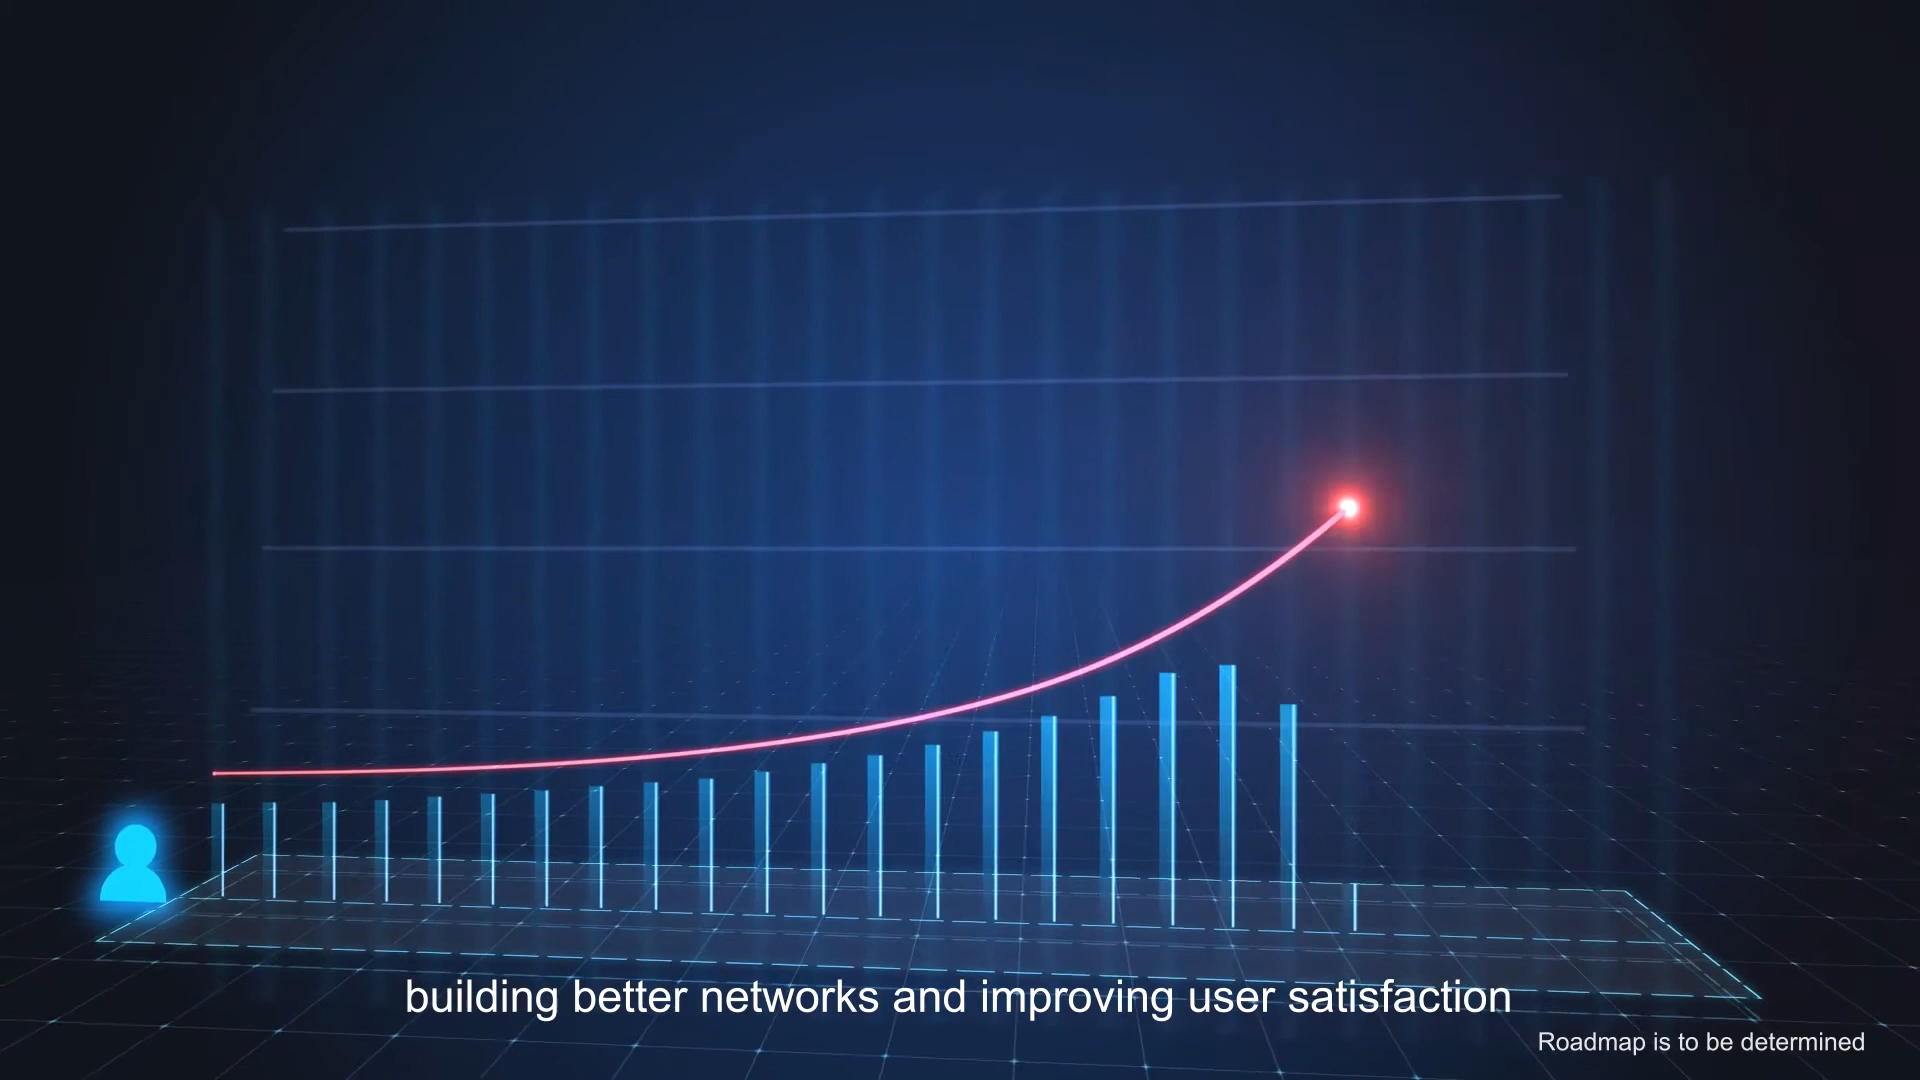 building better networks and improving user satisfaction
Roadmap is to be determined